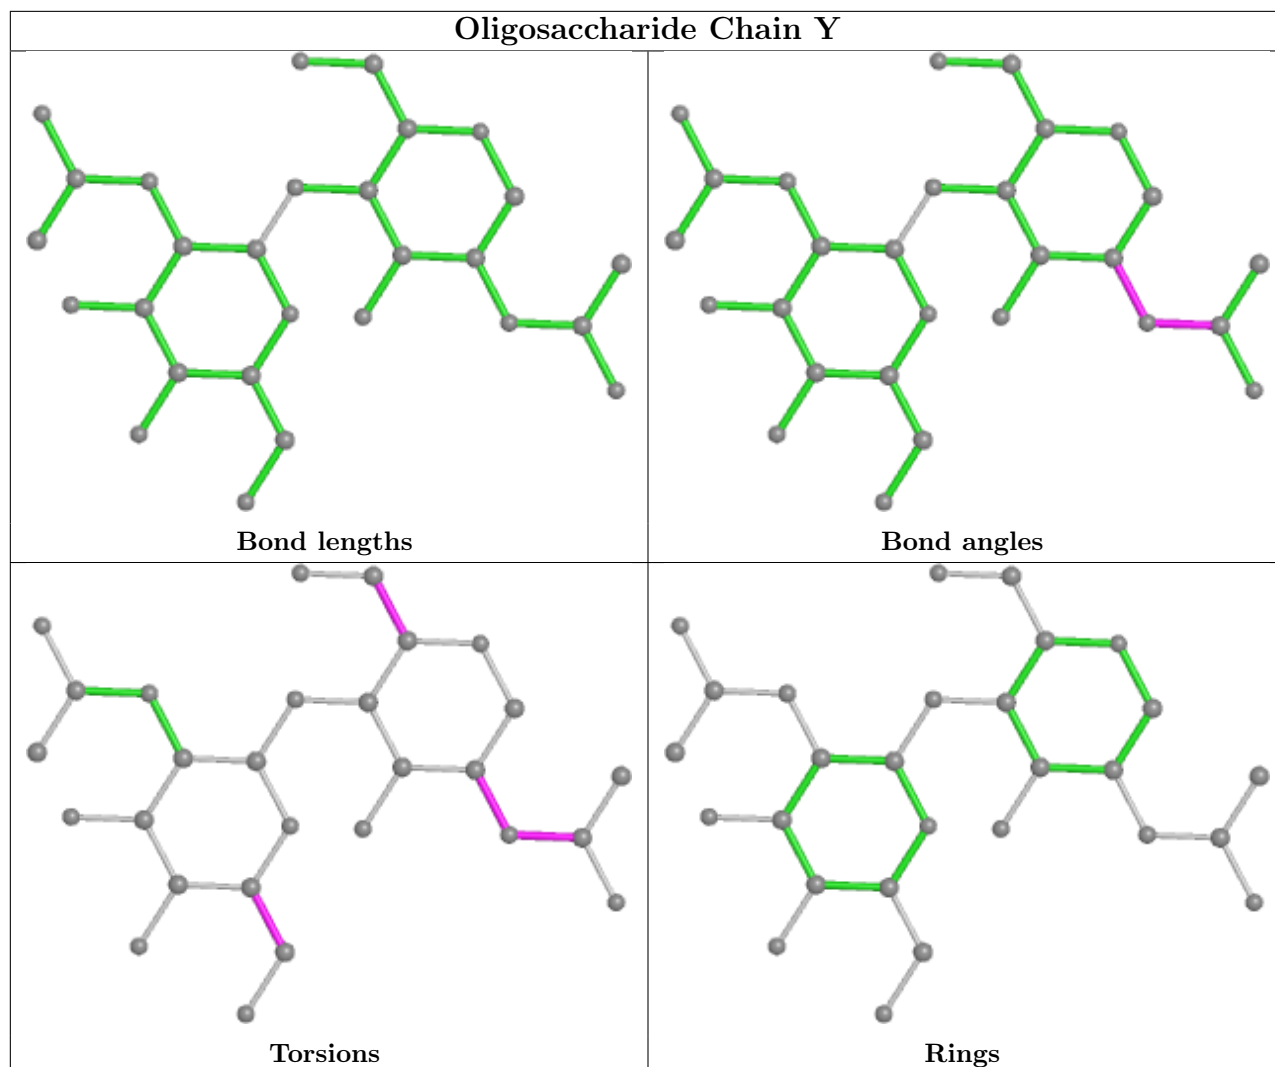 Oligosaccharide Chain Y
Bond lengths
Bond angles
Torsions
Rings